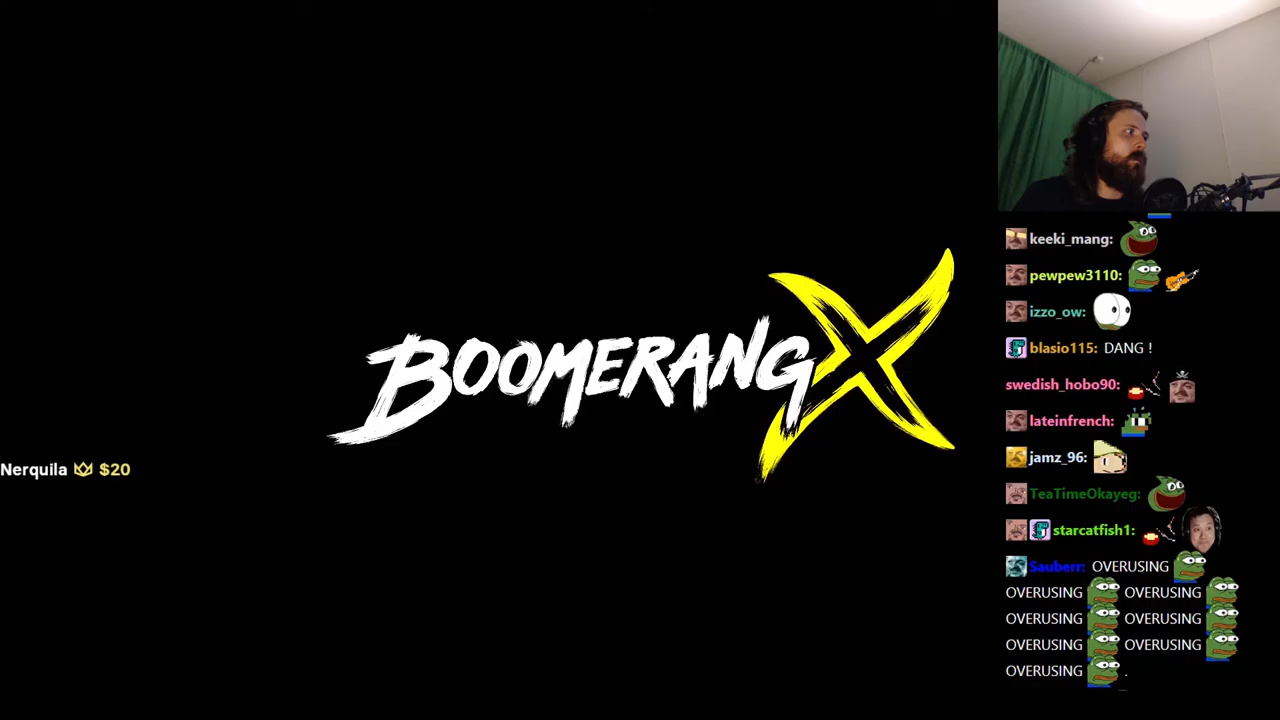 BOOMERANG X
Nerquila $20
keeki_mang:
pewpew3110:
izzo_ow:
blasio115: DANG !
swedish_hobo90:
lateinfrench:
jamz_96:
TeaTimeOkayeg:
starcatfish1:
Sauberr: OVERUSING
OVERUSING OVERUSING
OVERUSING OVERUSING
OVERUSING OVERUSING
OVERUSING .